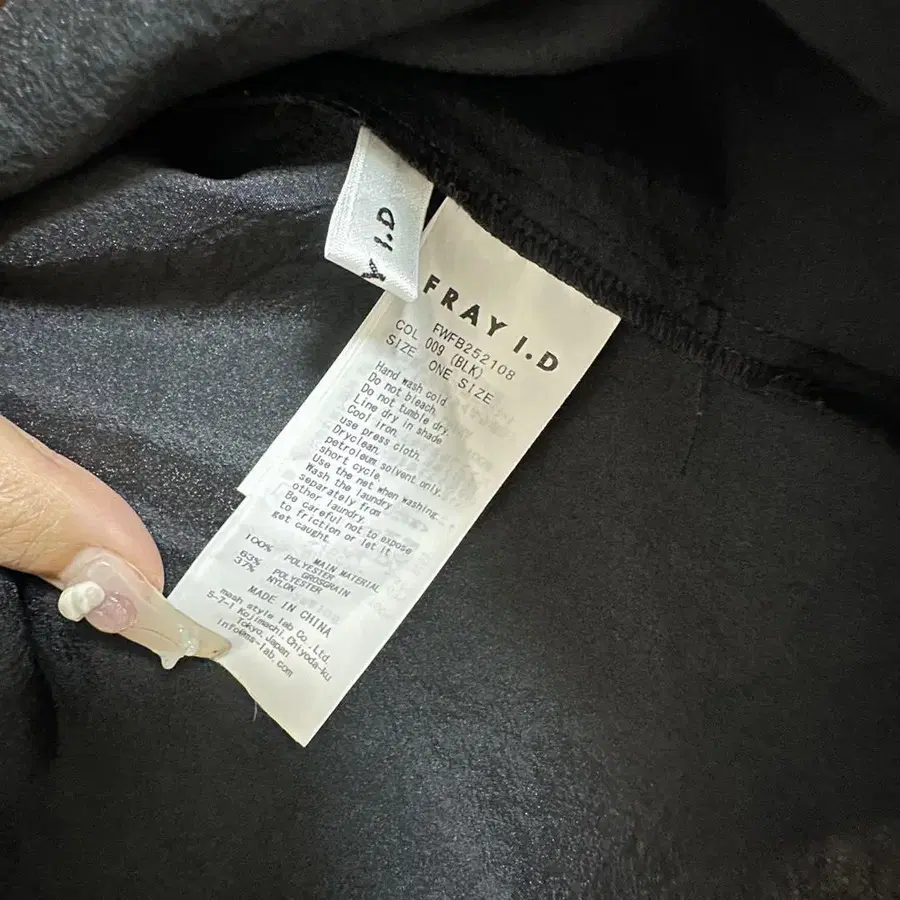 Y I.D
FRAY I.D
FWFB252108
COL 009 (BLK)
SIZE ONE SIZE
Hand wash cold
Do not bleach.
Do not tumble dry.
Line dry in shade
Cool iron.
use press cloth.
Dryclean.
petroleum solvent only.
short cycle.
Use the net when washing.
Wash the laundry
separately from
other laundry.
Be careful not to expose
to friction or let it
get caught.
MAIN MATERIAL
100% POLYESTER
GROSGRAIN
63% POLYESTER
37% NYLON
MADE IN CHINA
mash style lab Co.,Ltd.
5-7-1 Kojimachi, Chiyoda-ku
Tokyo, Japan
info@ms-lab.com